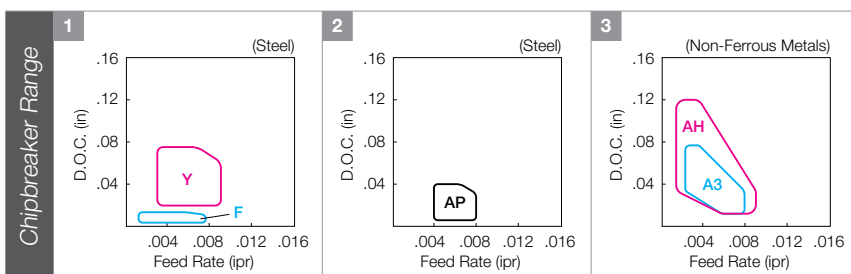 Chipbreaker Range
1
(Steel)
.16
.12
.08
.04
D.O.C. (in)
Y
F
.004 .008 .012 .016
Feed Rate (ipr)
2
(Steel)
.16
.12
.08
.04
D.O.C. (in)
AP
.004 .008 .012 .016
Feed Rate (ipr)
3
(Non-Ferrous Metals)
.16
.12
.08
.04
D.O.C. (in)
AH
A3
.004 .008 .012 .016
Feed Rate (ipr)